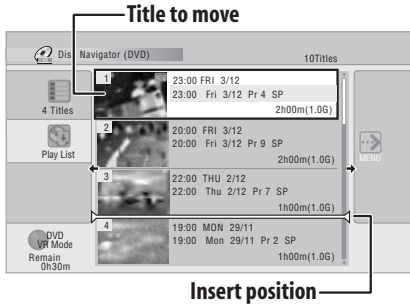 Title to move
Disc Navigator (DVD)
10Titles
1
23:00 FRI 3/12
23:00 Fri 3/12 Pr 4 SP
2h00m(1.0G)
4 Titles
2
20:00 FRI 3/12
20:00 Fri 3/12 Pr 9 SP
2h00m(1.0G)
Play List
MENU
3
22:00 THU 2/12
22:00 Thu 2/12 Pr 7 SP
1h00m(1.0G)
4
19:00 MON 29/11
19:00 Mon 29/11 Pr 2 SP
1h00m(1.0G)
DVD
VR Mode
Remain
0h30m
Insert position